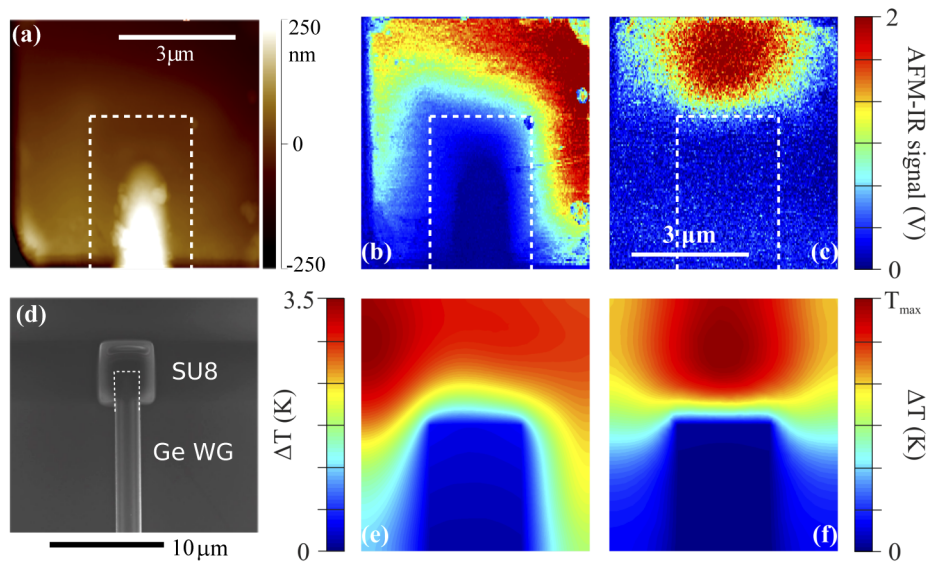 (a)
3μm
250
nm
0
-250
(b)
3 μm
(c)
2
AFM-IR signal (V)
0
(d)
SU8
Ge WG
10μm
3.5
ΔT (K)
0
(e)
(f)
Tmax
ΔT (K)
0